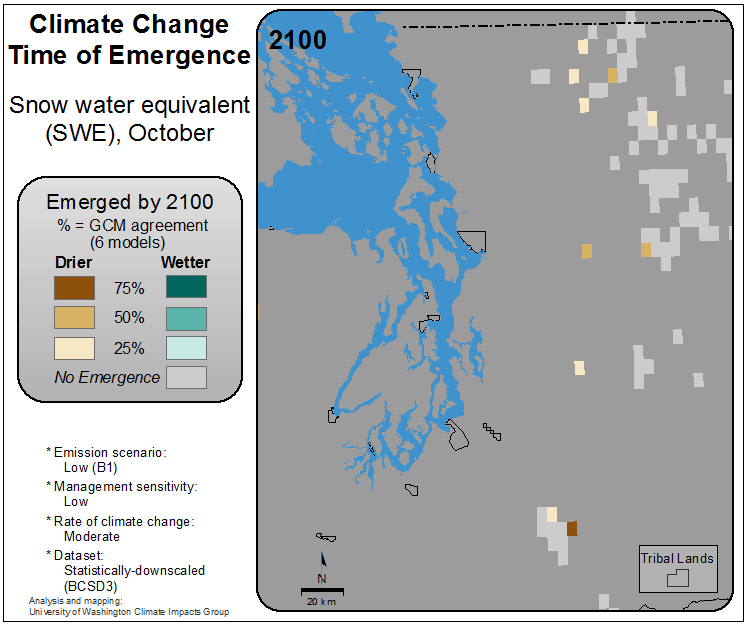 Climate Change
Time of Emergence
Snow water equivalent
(SWE), October
Emerged by 2100
% = GCM agreement
(6 models)
Drier Wetter
75%
50%
25%
No Emergence
* Emission scenario:
Low (B1)
* Management sensitivity:
Low
* Rate of climate change:
Moderate
* Dataset:
Statistically-downscaled
(BCSD3)
Analysis and mapping:
University of Washington Climate Impacts Group
2100
N
20 km
Tribal Lands